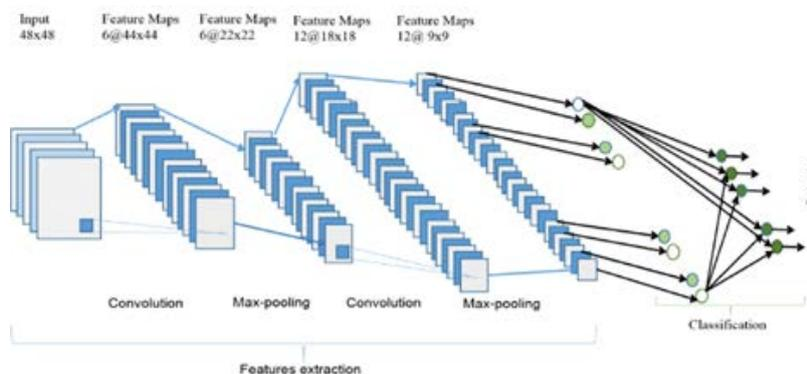 Input
48x48
Feature Maps
6@44x44
Feature Maps
6@22x22
Feature Maps
12@18x18
Feature Maps
12@ 9x9
Convolution
Max-pooling
Convolution
Max-pooling
Classification
Features extraction